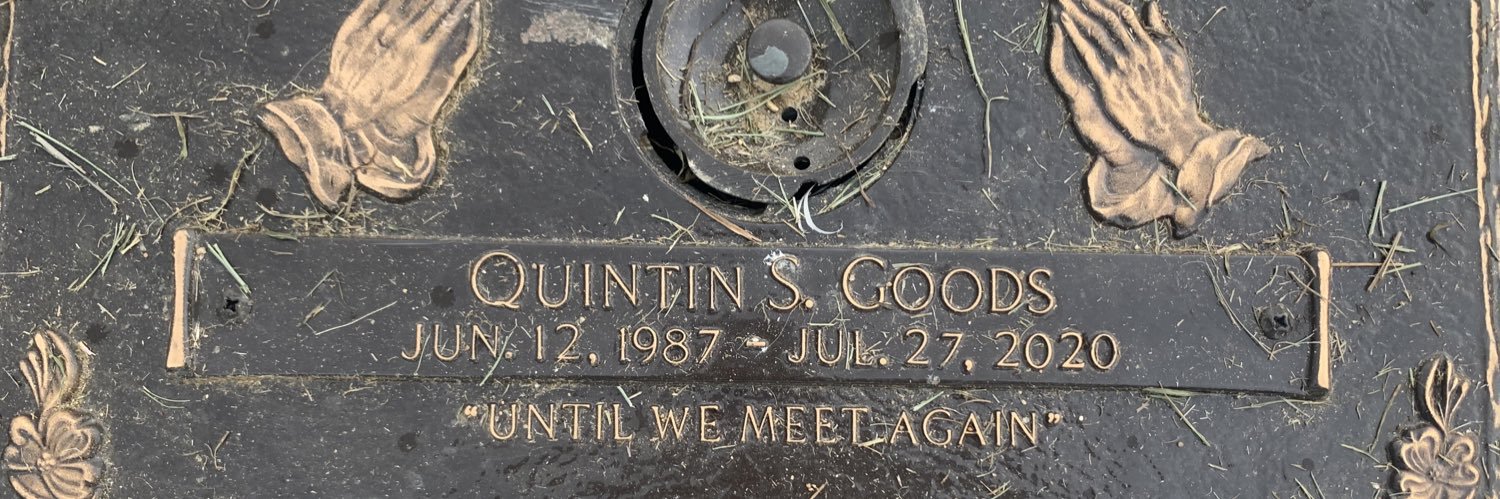 QUINTIN S. GOODS
JUN. 12, 1987 - JUL. 27, 2020
"UNTIL WE MEET AGAIN"